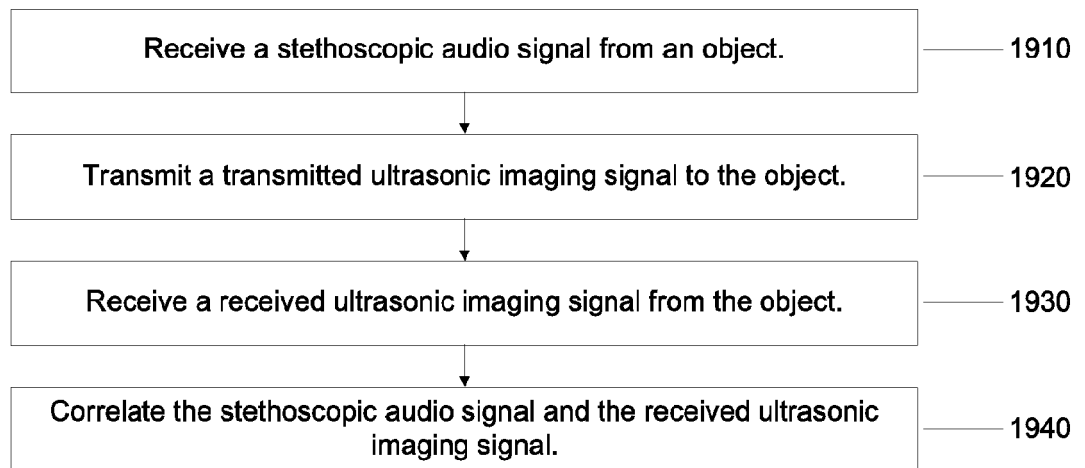 Receive a stethoscopic audio signal from an object.
1910
Transmit a transmitted ultrasonic imaging signal to the object.
1920
Receive a received ultrasonic imaging signal from the object.
1930
Correlate the stethoscopic audio signal and the received ultrasonic
imaging signal.
1940